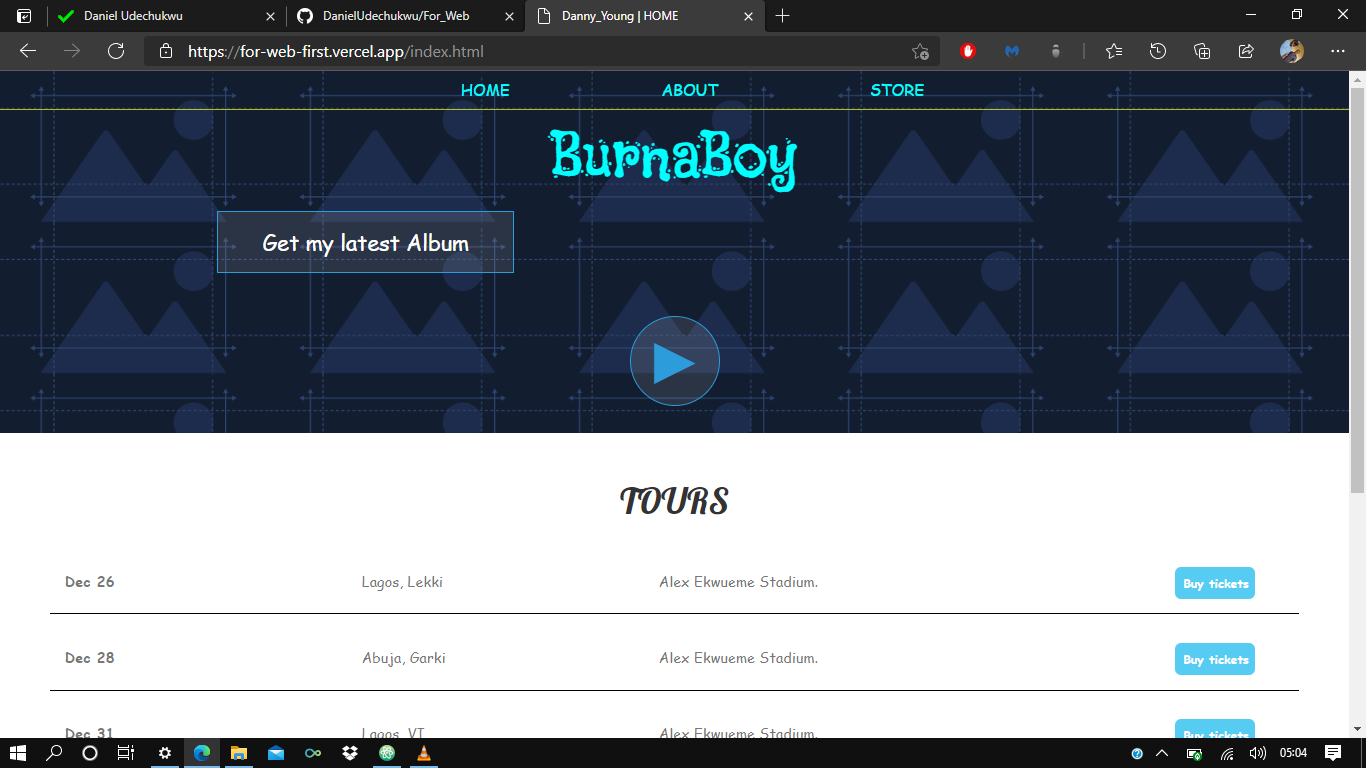 Daniel Udechukwu
DanielUdechukwu/For_Web
Danny_Young | HOME
https://for-web-first.vercel.app/index.html
HOME ABOUT STORE
BurnaBoy
Get my latest Album
TOURS
Dec 26 Lagos, Lekki Alex Ekwueme Stadium. Buy tickets
Dec 28 Abuja, Garki Alex Ekwueme Stadium. Buy tickets
Dec 31 Lagos, VI Alex Ekwueme Stadium. Buy tickets
05:04